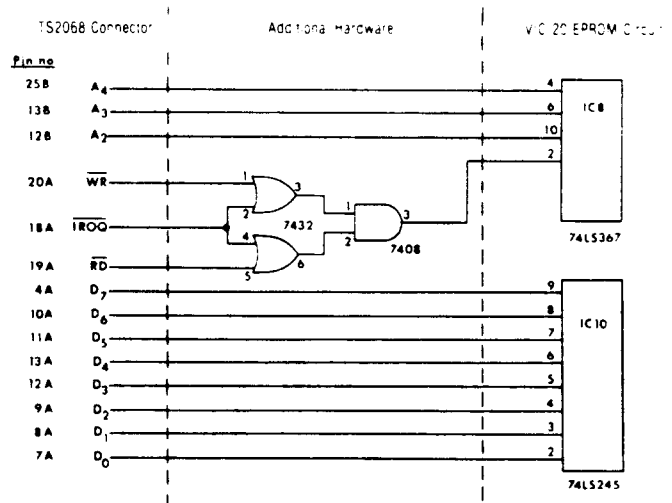 TS2068 Connector Additional Hardware VIC 20 EPROM Circuit
Pin no
25B A4 4
IC8
13B A3 6
12B A2 10
2
20A WR 1 3
2 7432 1 3
18A IROQ 2 7408 74LS367
4 6
19A RD 5
4A D7 9
10A D6 8
IC10
11A D5 7
13A D4 6
12A D3 5
9A D2 4
8A D1 3
7A D0 2
74LS245